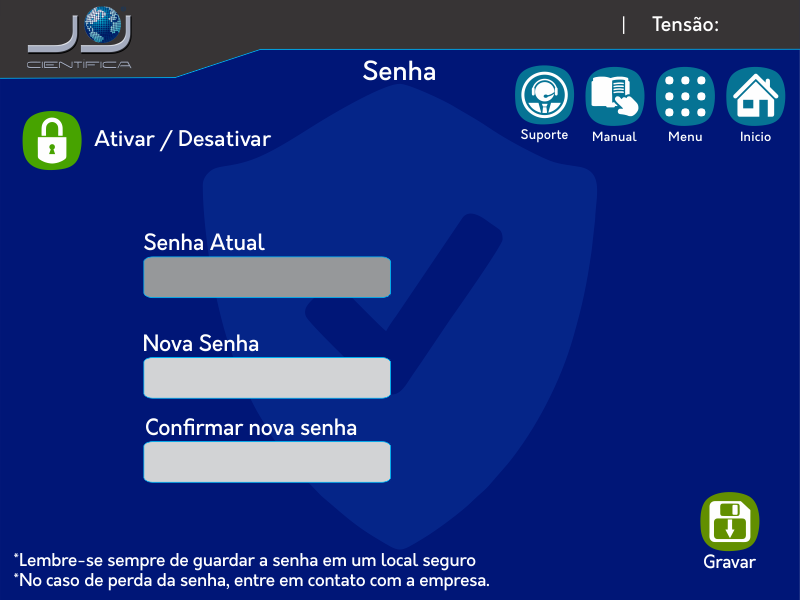 JJ
CIENTIFICA
| Tensão:
Senha
Suporte
Manual
Menu
Inicio
Ativar / Desativar
Senha Atual
Nova Senha
Confirmar nova senha
Gravar
*Lembre-se sempre de guardar a senha em um local seguro
*No caso de perda da senha, entre em contato com a empresa.